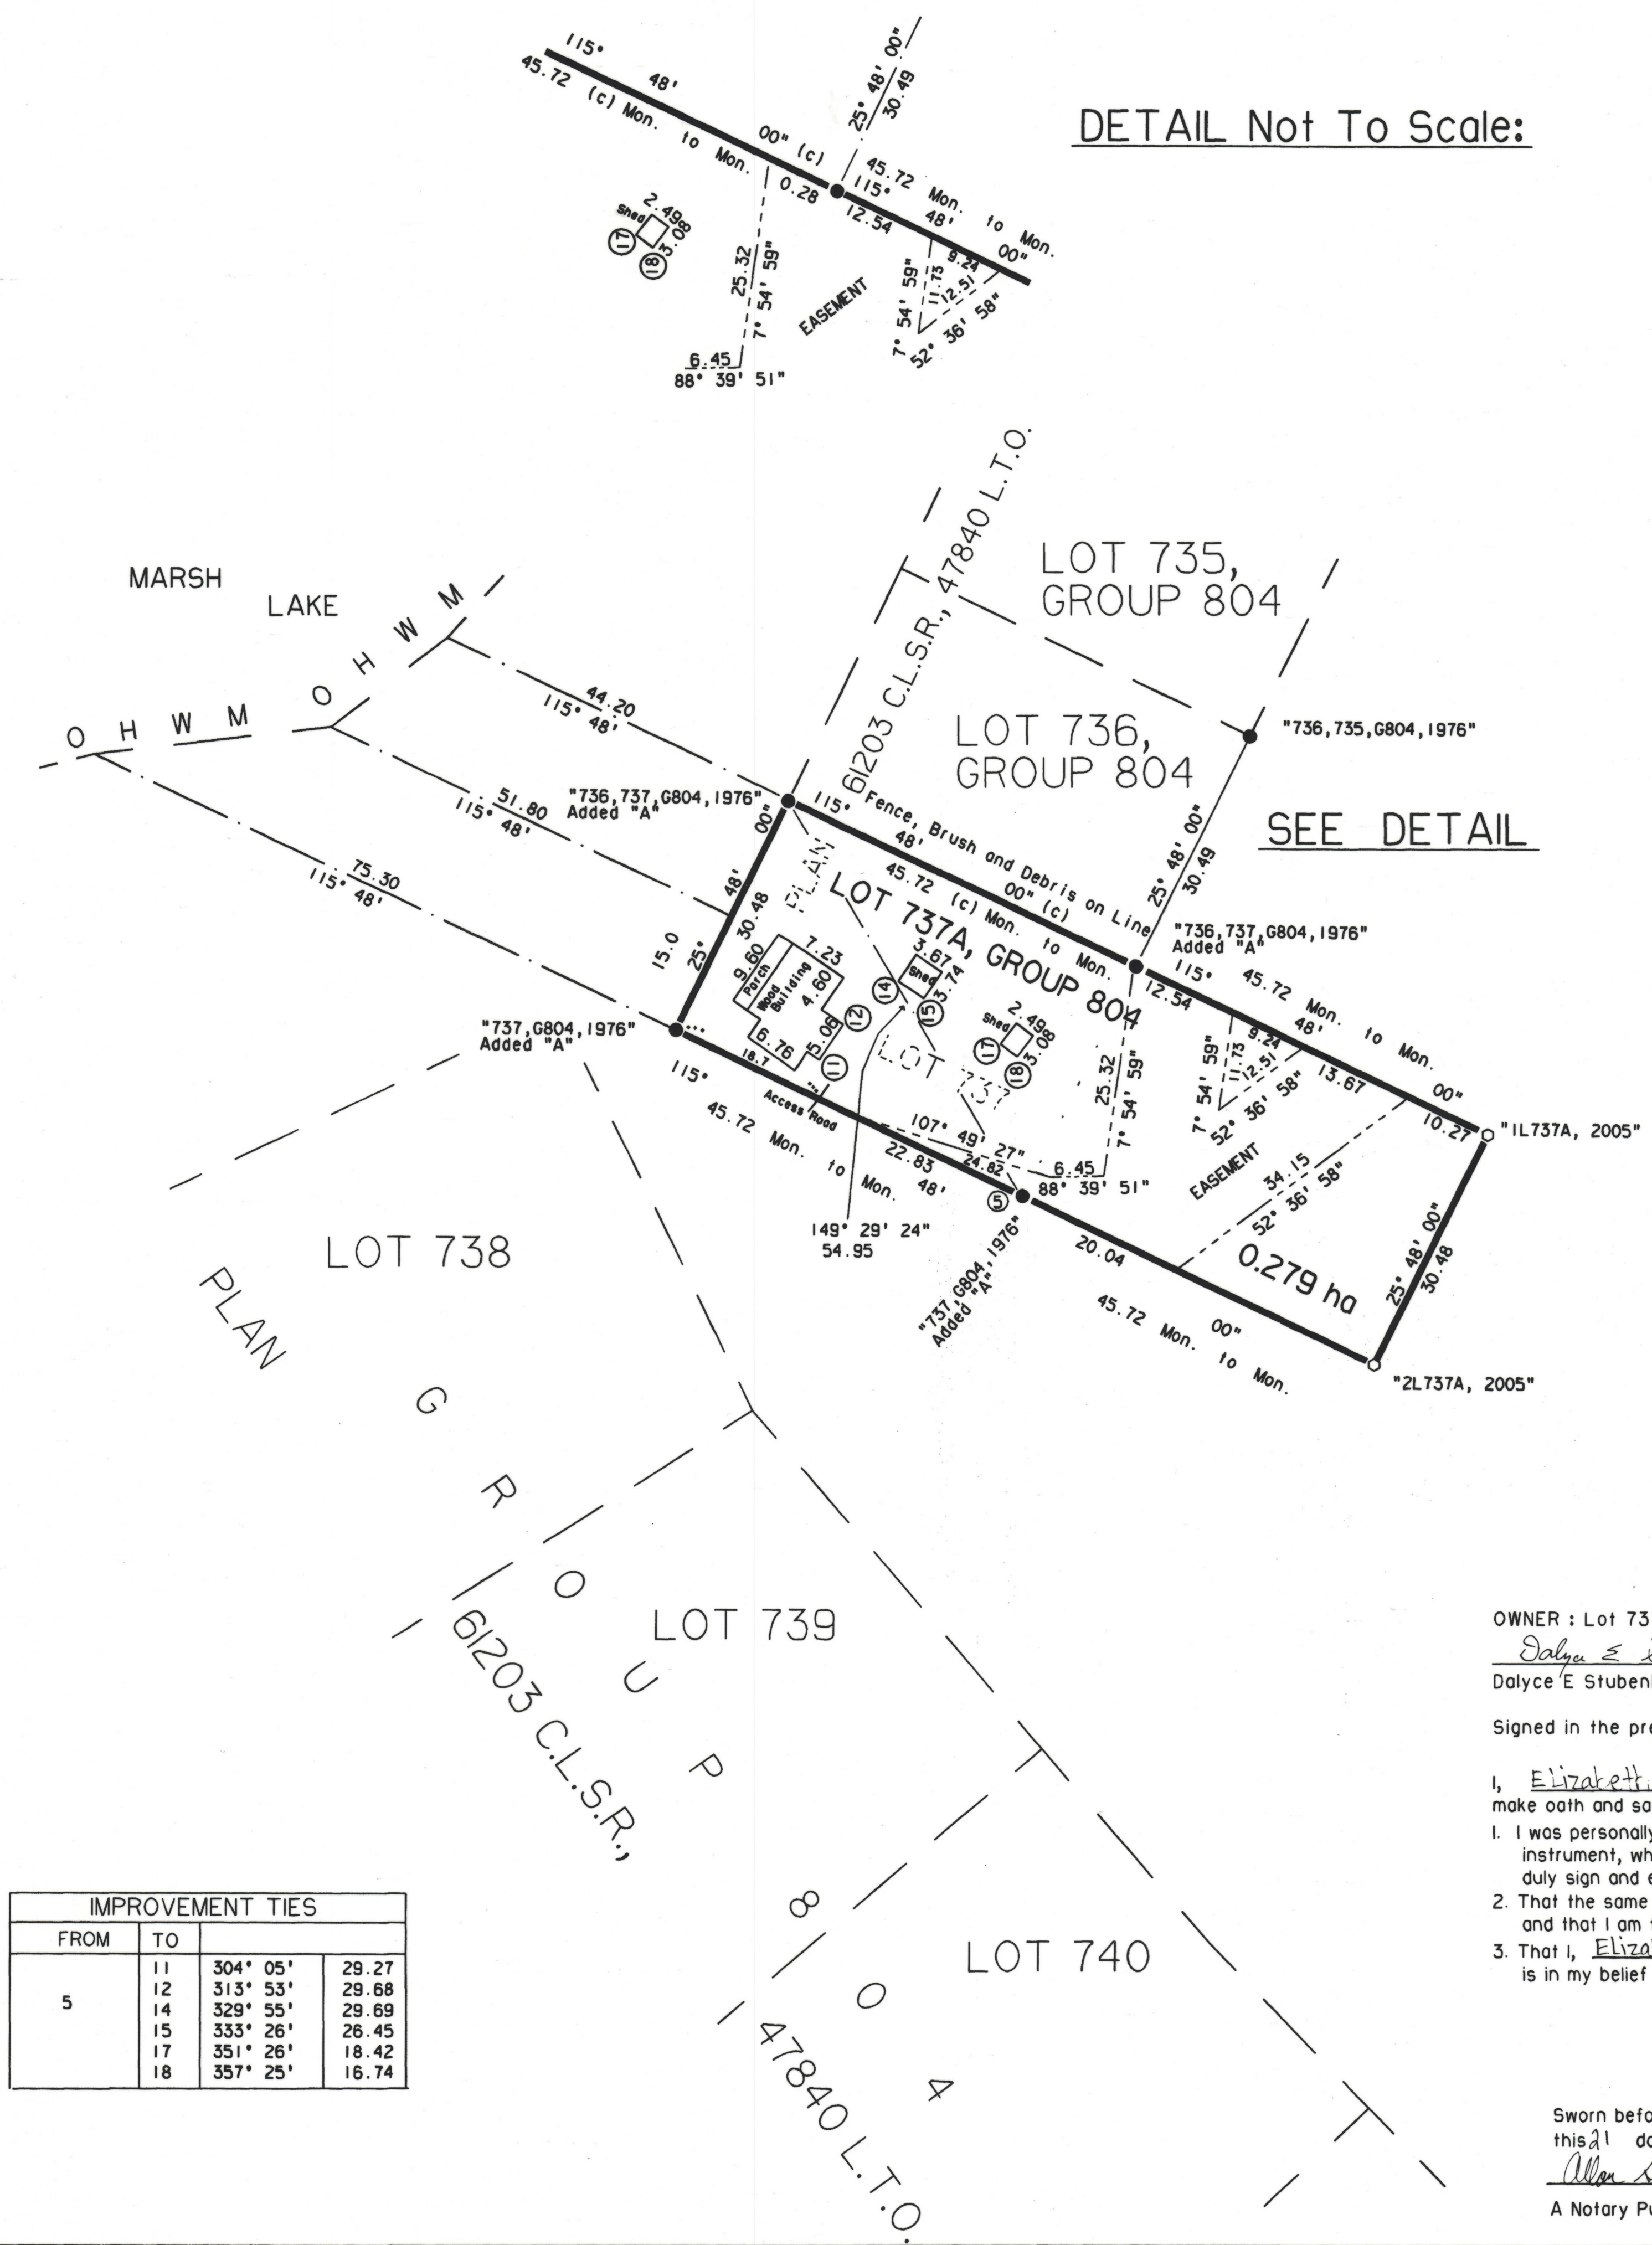 115° 48' 00" (c)
45.72 (c) Mon. to Mon.
25° 48' 00"
30.49
DETAIL Not To Scale:
45.72 Mon. to Mon.
115° 48' 00"
0.28
12.54
9.24
11.73
12.51
7° 54' 59"
52° 36' 58"
2.49
3.08
Shed
17
18
25.32
7° 54' 59"
EASEMENT
6.45
88° 39' 51"
61203 C.L.S.R., 47840 L.T.O.
PLAN
LOT 735,
GROUP 804
MARSH
LAKE
O H W M O H W M
44.20
115° 48'
51.80
115° 48'
75.30
115° 48'
LOT 736,
GROUP 804
"736,735,G804,1976"
SEE DETAIL
"736,737,G804,1976"
Added "A"
115° 48' 00" (c)
Fence, Brush and Debris on Line
45.72 (c) Mon. to Mon.
25° 48' 00"
30.49
"736,737,G804,1976"
Added "A"
LOT 737A, GROUP 804
25° 48' 00"
30.48
15.0
9.60
7.23
Porch
Wood
Building
4.60
5.06
6.76
11
12
14
15
3.67
3.74
Shed
2.49
3.08
Shed
17
18
LOT 737
"737,G804,1976"
Added "A"
18.7
Access Road
115° 48' 00"
45.72 Mon. to Mon.
22.83
107° 49' 27"
24.82
6.45
88° 39' 51"
25.32
7° 54' 59"
12.54
115° 48' 00"
45.72 Mon. to Mon.
9.24
11.73
12.51
7° 54' 59"
52° 36' 58"
13.67
10.27
"1L737A, 2005"
EASEMENT
34.15
52° 36' 58"
25° 48' 00"
30.48
0.279 ha
5
149° 29' 24"
54.95
"737,G804,1976"
Added "A"
20.04
45.72 Mon. to Mon.
"2L737A, 2005"
LOT 738
PLAN
61203 C.L.S.R.,
47840 L.T.O.
GROUP 804
LOT 739
LOT 740
IMPROVEMENT TIES
FROM TO
5
11 304° 05' 29.27
12 313° 53' 29.68
14 329° 55' 29.69
15 333° 26' 26.45
17 351° 26' 18.42
18 357° 25' 16.74
OWNER : Lot 73
Dalyce E Stuben
Signed in the pre
I, Elizabeth
make oath and sa
1. I was personally
instrument, wh
duly sign and e
2. That the same
and that I am
3. That I, Eliza
is in my belief
Sworn befo
this 21 da
A Notary Pu